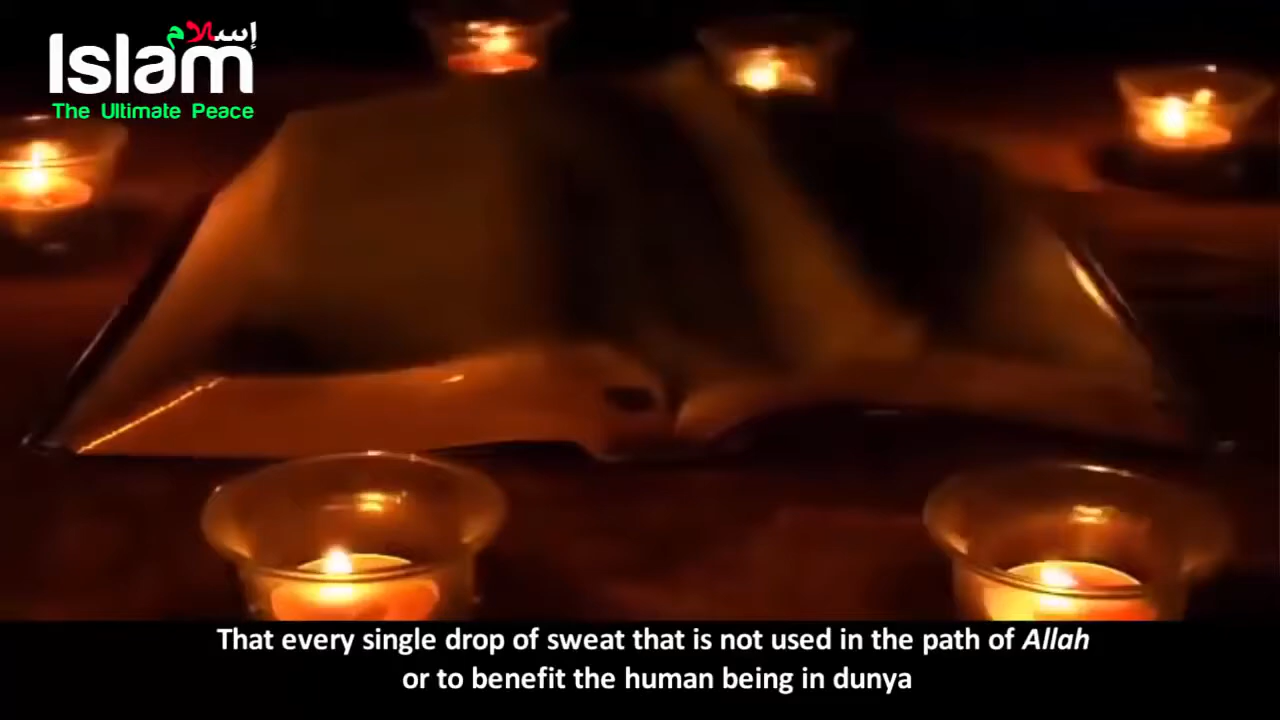 إسلام
Islam
The Ultimate Peace
That every single drop of sweat that is not used in the path of Allah
or to benefit the human being in dunya